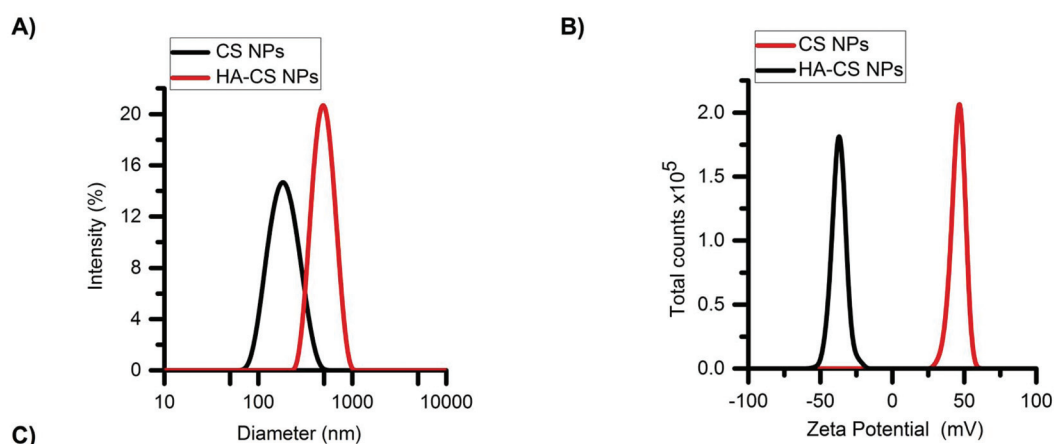 A)
CS NPs
HA-CS NPs
Intensity (%)
20
16
12
8
4
0
10 100 1000 10000
Diameter (nm)
B)
CS NPs
HA-CS NPs
Total counts x10⁵
2.0
1.5
1.0
0.5
0.0
-100 -50 0 50 100
Zeta Potential (mV)
C)